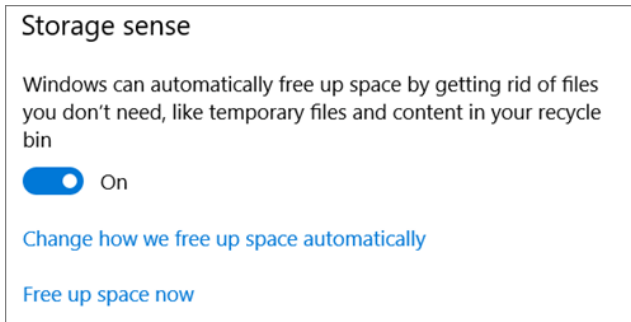 Storage sense
Windows can automatically free up space by getting rid of files
you don't need, like temporary files and content in your recycle
bin
On
Change how we free up space automatically
Free up space now